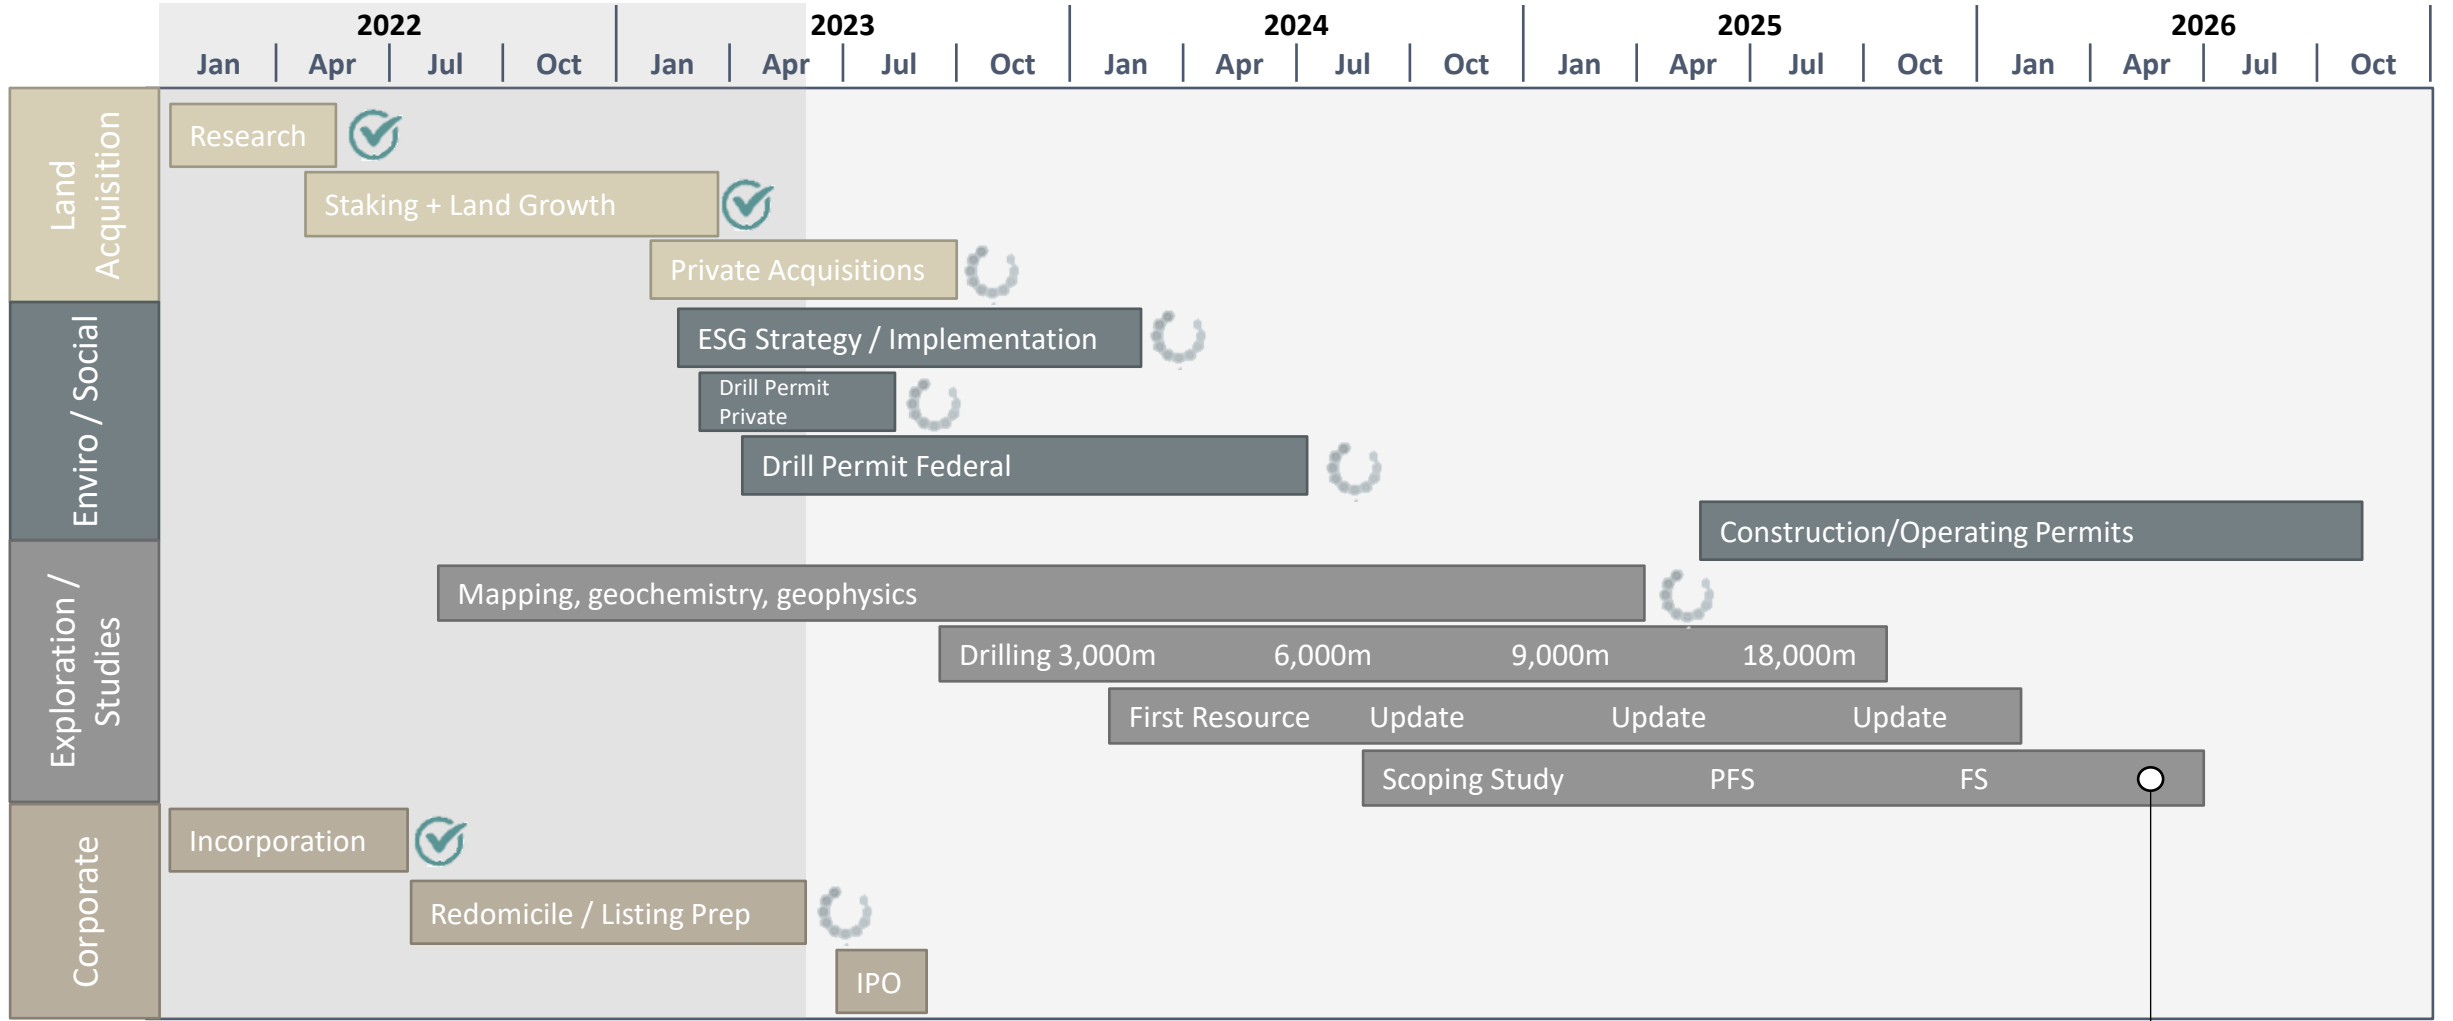 2022 2023 2024 2025 2026
Jan Apr Jul Oct Jan Apr Jul Oct Jan Apr Jul Oct Jan Apr Jul Oct Jan Apr Jul Oct
Land
Acquisition
Research
Staking + Land Growth
Private Acquisitions
Enviro / Social
ESG Strategy / Implementation
Drill Permit
Private
Drill Permit Federal
Construction/Operating Permits
Exploration /
Studies
Mapping, geochemistry, geophysics
Drilling 3,000m 6,000m 9,000m 18,000m
First Resource Update Update Update
Scoping Study PFS FS
Corporate
Incorporation
Redomicile / Listing Prep
IPO